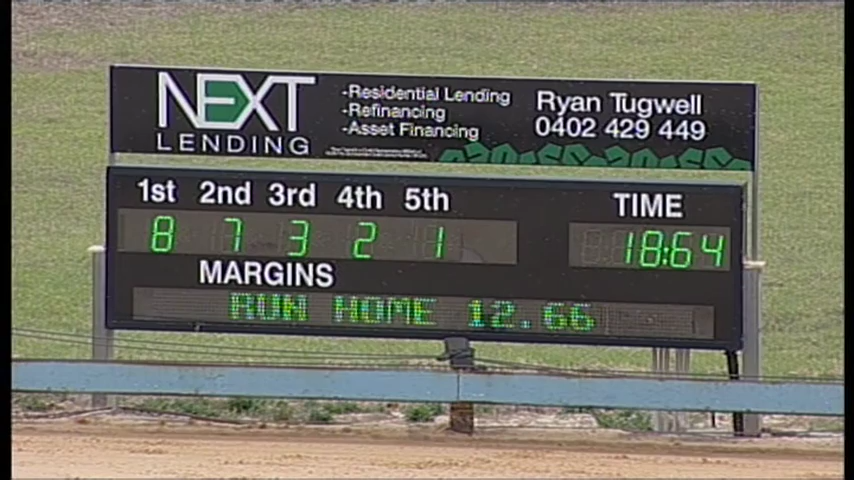 NEXT
LENDING
-Residential Lending
-Refinancing
-Asset Financing
Ryan Tugwell
0402 429 449
1st 2nd 3rd 4th 5th
8 7 3 2 1
TIME
18:64
MARGINS
RUN HOME 12.66